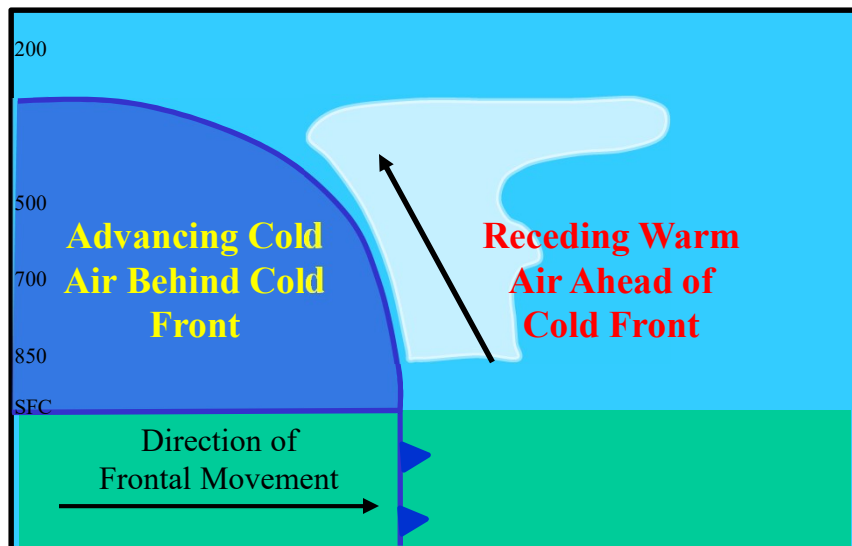 200
500
700
850
SFC
Advancing Cold
Air Behind Cold
Front
Receding Warm
Air Ahead of
Cold Front
Direction of
Frontal Movement